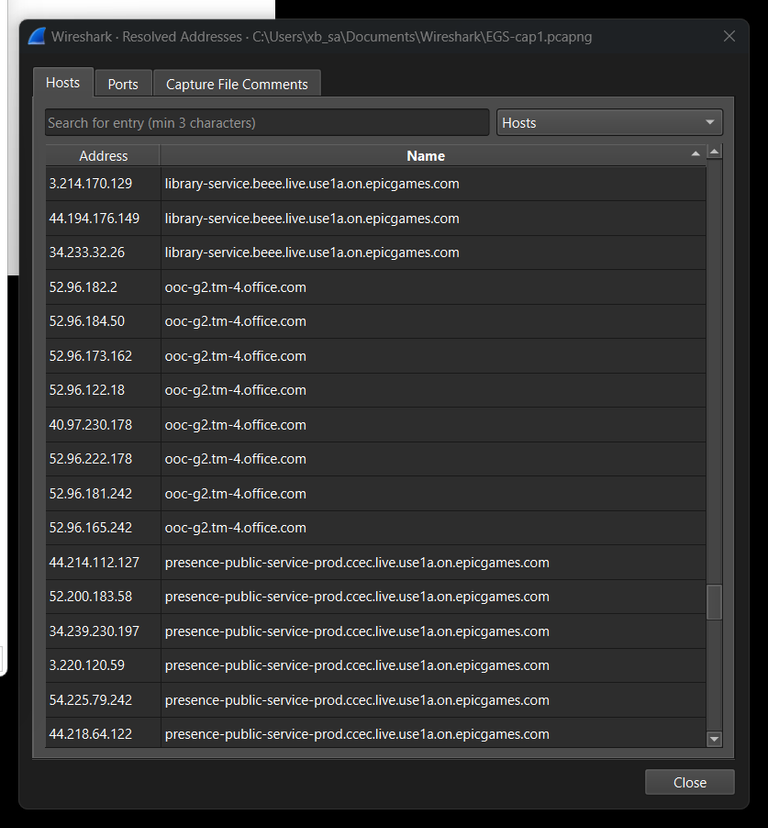 Wireshark · Resolved Addresses · C:\Users\xb_sa\Documents\Wireshark\EGS-cap1.pcapng
Hosts Ports Capture File Comments
Search for entry (min 3 characters) Hosts
Address Name
3.214.170.129 library-service.beee.live.use1a.on.epicgames.com
44.194.176.149 library-service.beee.live.use1a.on.epicgames.com
34.233.32.26 library-service.beee.live.use1a.on.epicgames.com
52.96.182.2 ooc-g2.tm-4.office.com
52.96.184.50 ooc-g2.tm-4.office.com
52.96.173.162 ooc-g2.tm-4.office.com
52.96.122.18 ooc-g2.tm-4.office.com
40.97.230.178 ooc-g2.tm-4.office.com
52.96.222.178 ooc-g2.tm-4.office.com
52.96.181.242 ooc-g2.tm-4.office.com
52.96.165.242 ooc-g2.tm-4.office.com
44.214.112.127 presence-public-service-prod.ccec.live.use1a.on.epicgames.com
52.200.183.58 presence-public-service-prod.ccec.live.use1a.on.epicgames.com
34.239.230.197 presence-public-service-prod.ccec.live.use1a.on.epicgames.com
3.220.120.59 presence-public-service-prod.ccec.live.use1a.on.epicgames.com
54.225.79.242 presence-public-service-prod.ccec.live.use1a.on.epicgames.com
44.218.64.122 presence-public-service-prod.ccec.live.use1a.on.epicgames.com
Close